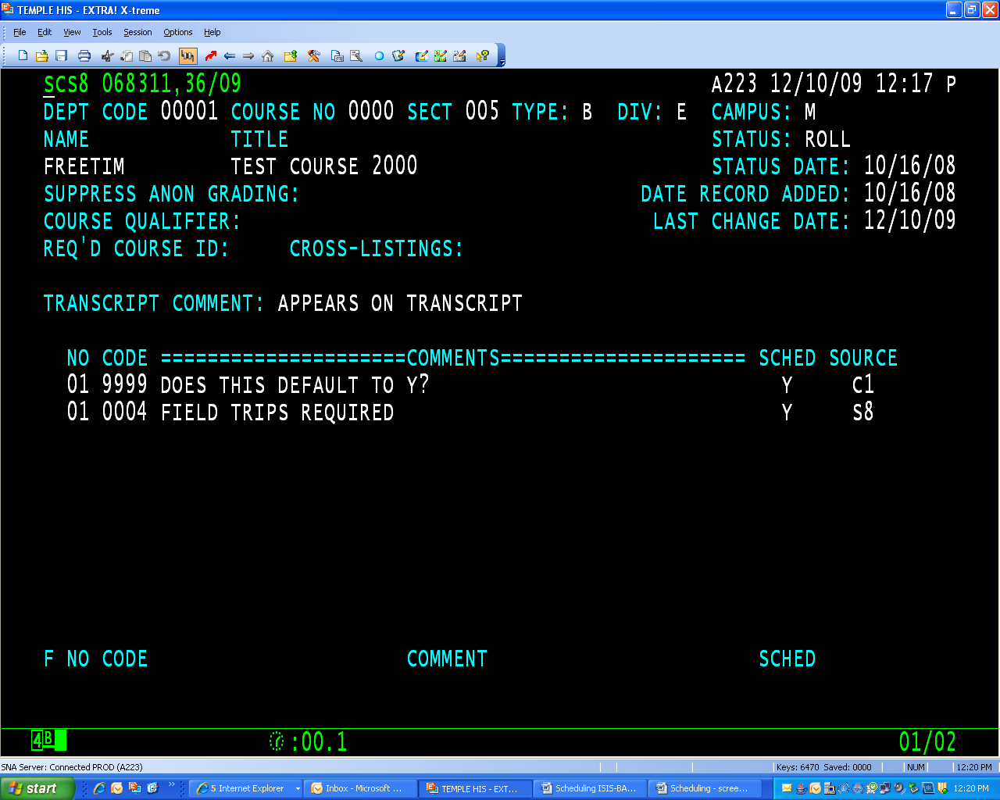 TEMPLE HIS - EXTRA! X-treme
File Edit View Tools Session Options Help
SCS8 068311,36/09 A223 12/10/09 12:17 P
DEPT CODE 00001 COURSE NO 0000 SECT 005 TYPE: B DIV: E CAMPUS: M
NAME TITLE STATUS: ROLL
FREETIM TEST COURSE 2000 STATUS DATE: 10/16/08
SUPPRESS ANON GRADING: DATE RECORD ADDED: 10/16/08
COURSE QUALIFIER: LAST CHANGE DATE: 12/10/09
REQ'D COURSE ID: CROSS-LISTINGS:
TRANSCRIPT COMMENT: APPEARS ON TRANSCRIPT
NO CODE =====================COMMENTS===================== SCHED SOURCE
01 9999 DOES THIS DEFAULT TO Y? Y C1
01 0004 FIELD TRIPS REQUIRED Y S8
F NO CODE COMMENT SCHED
4B :00.1 01/02
SNA Server: Connected PROD (A223) Keys: 6470 Saved: 0000 NUM 12:20 PM
start 5 Internet Explorer Inbox - Microsoft ... TEMPLE HIS - EXT... Scheduling ISIS-BA... Scheduling - scree... 12:20 PM